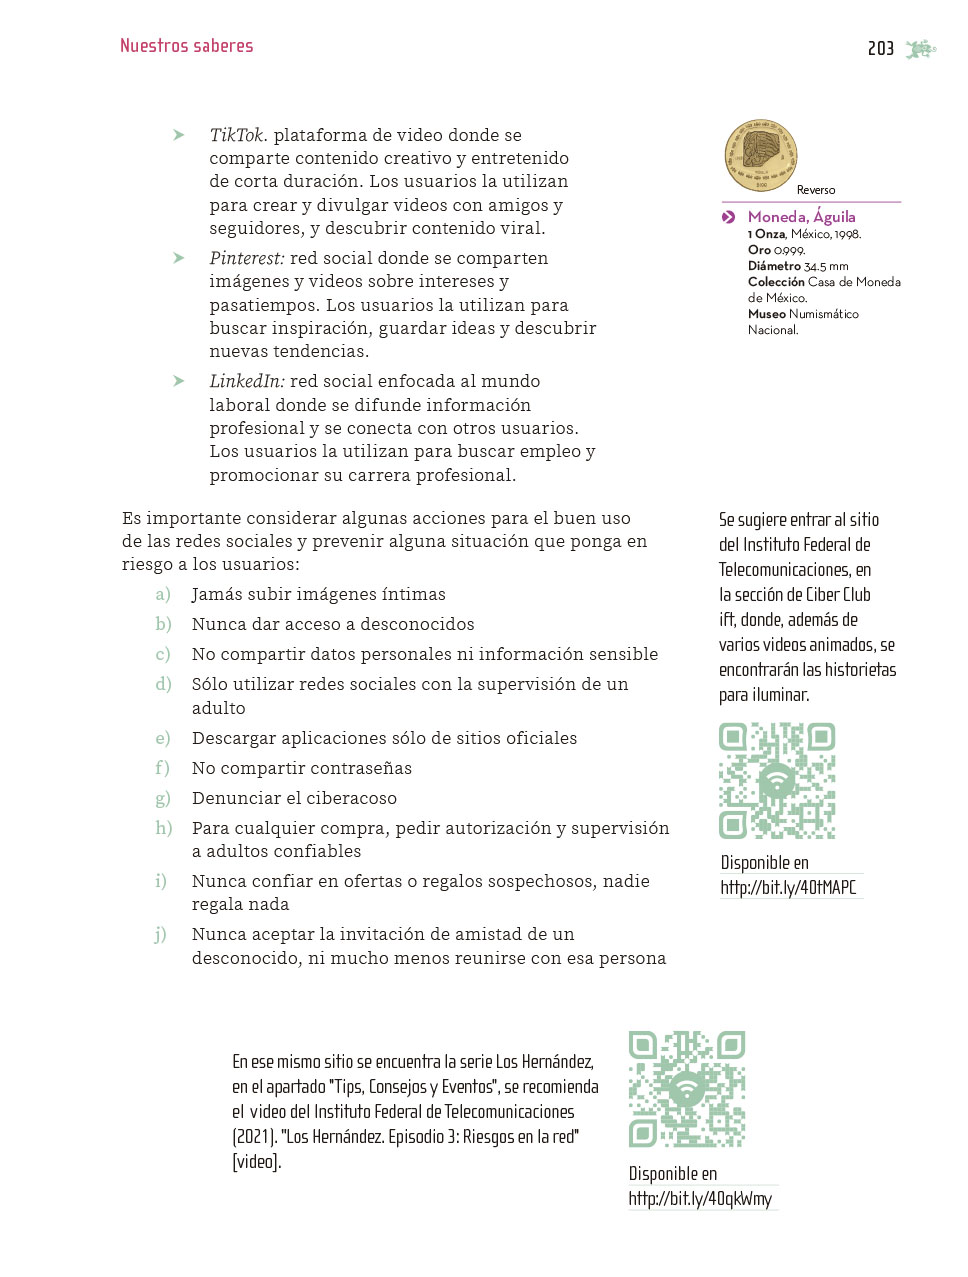 Nuestros saberes
203
TikTok. plataforma de video donde se
comparte contenido creativo y entretenido
de corta duración. Los usuarios la utilizan
para crear y divulgar videos con amigos y
seguidores, y descubrir contenido viral.
Pinterest: red social donde se comparten
imágenes y videos sobre intereses y
pasatiempos. Los usuarios la utilizan para
buscar inspiración, guardar ideas y descubrir
nuevas tendencias.
LinkedIn: red social enfocada al mundo
laboral donde se difunde información
profesional y se conecta con otros usuarios.
Los usuarios la utilizan para buscar empleo y
promocionar su carrera profesional.
Reverso
Moneda, Águila
1 Onza, México, 1998.
Oro 0.999.
Diámetro 34.5 mm
Colección Casa de Moneda
de México.
Museo Numismático
Nacional.
Es importante considerar algunas acciones para el buen uso
de las redes sociales y prevenir alguna situación que ponga en
riesgo a los usuarios:
a) Jamás subir imágenes íntimas
b) Nunca dar acceso a desconocidos
c) No compartir datos personales ni información sensible
d) Sólo utilizar redes sociales con la supervisión de un
adulto
e) Descargar aplicaciones sólo de sitios oficiales
f) No compartir contraseñas
g) Denunciar el ciberacoso
h) Para cualquier compra, pedir autorización y supervisión
a adultos confiables
i) Nunca confiar en ofertas o regalos sospechosos, nadie
regala nada
j) Nunca aceptar la invitación de amistad de un
desconocido, ni mucho menos reunirse con esa persona
Se sugiere entrar al sitio
del Instituto Federal de
Telecomunicaciones, en
la sección de Ciber Club
ift, donde, además de
varios videos animados, se
encontrarán las historietas
para iluminar.
Disponible en
http://bit.ly/40tMAPC
En ese mismo sitio se encuentra la serie Los Hernández,
en el apartado "Tips, Consejos y Eventos", se recomienda
el video del Instituto Federal de Telecomunicaciones
(2021). "Los Hernández. Episodio 3: Riesgos en la red"
[video].
Disponible en
http://bit.ly/40qkWmy